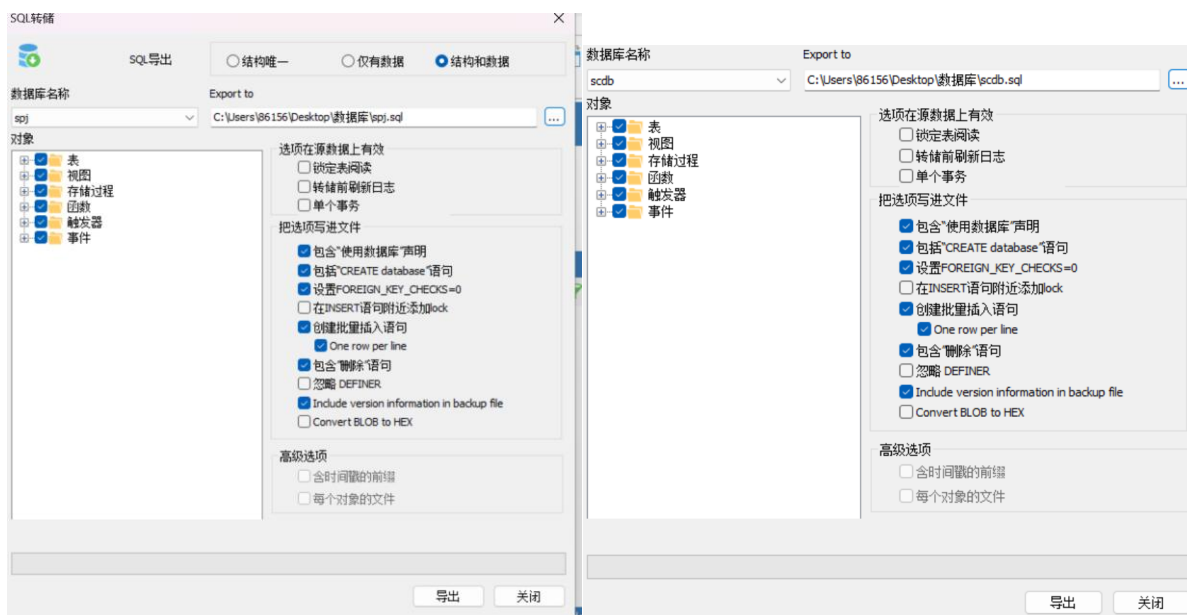 SQL转储
SQL导出
结构唯一
仅有数据
结构和数据
数据库名称
Export to
spj
C:\Users\86156\Desktop\数据库\spj.sql
...
对象
表
视图
存储过程
函数
触发器
事件
选项在源数据上有效
锁定表阅读
转储前刷新日志
单个事务
把选项写进文件
包含"使用数据库"声明
包括"CREATE database"语句
设置FOREIGN_KEY_CHECKS=0
在INSERT语句附近添加lock
创建批量插入语句
One row per line
包含"删除"语句
忽略 DEFINER
Include version information in backup file
Convert BLOB to HEX
高级选项
含时间戳的前缀
每个对象的文件
导出
关闭
数据库名称
Export to
scdb
C:\Users\86156\Desktop\数据库\scdb.sql
...
对象
表
视图
存储过程
函数
触发器
事件
选项在源数据上有效
锁定表阅读
转储前刷新日志
单个事务
把选项写进文件
包含"使用数据库"声明
包括"CREATE database"语句
设置FOREIGN_KEY_CHECKS=0
在INSERT语句附近添加lock
创建批量插入语句
One row per line
包含"删除"语句
忽略 DEFINER
Include version information in backup file
Convert BLOB to HEX
高级选项
含时间戳的前缀
每个对象的文件
导出
关闭